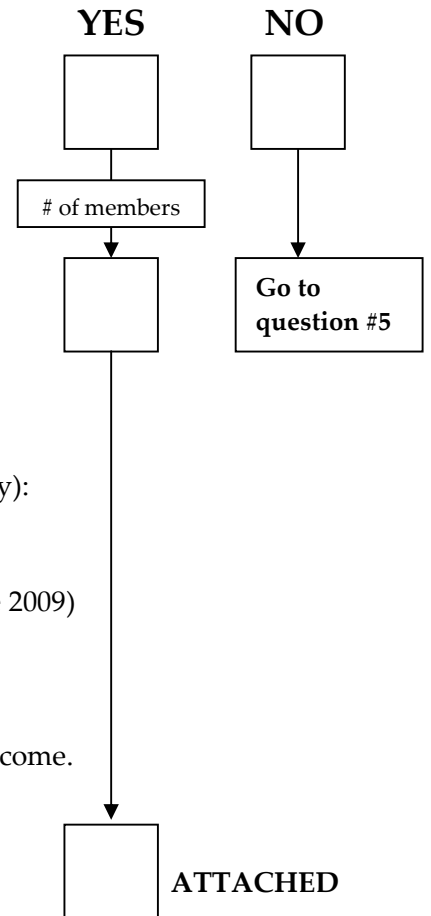 YES NO
# of members
Go to
question #5
y):
2009)
come.
ATTACHED